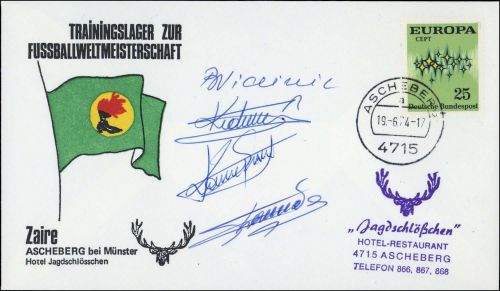 TRAININGSLAGER ZUR
FUSSBALLWELTMEISTERSCHAFT
EUROPA
CEPT
25
Deutsche Bundespost
ASCHEBERG
a
19.-6.74-17
4715
Zaire
ASCHEBERG bei Münster
Hotel Jagdschlösschen
„Jagdschlößchen"
HOTEL-RESTAURANT
4715 ASCHEBERG
TELEFON 866, 867, 868